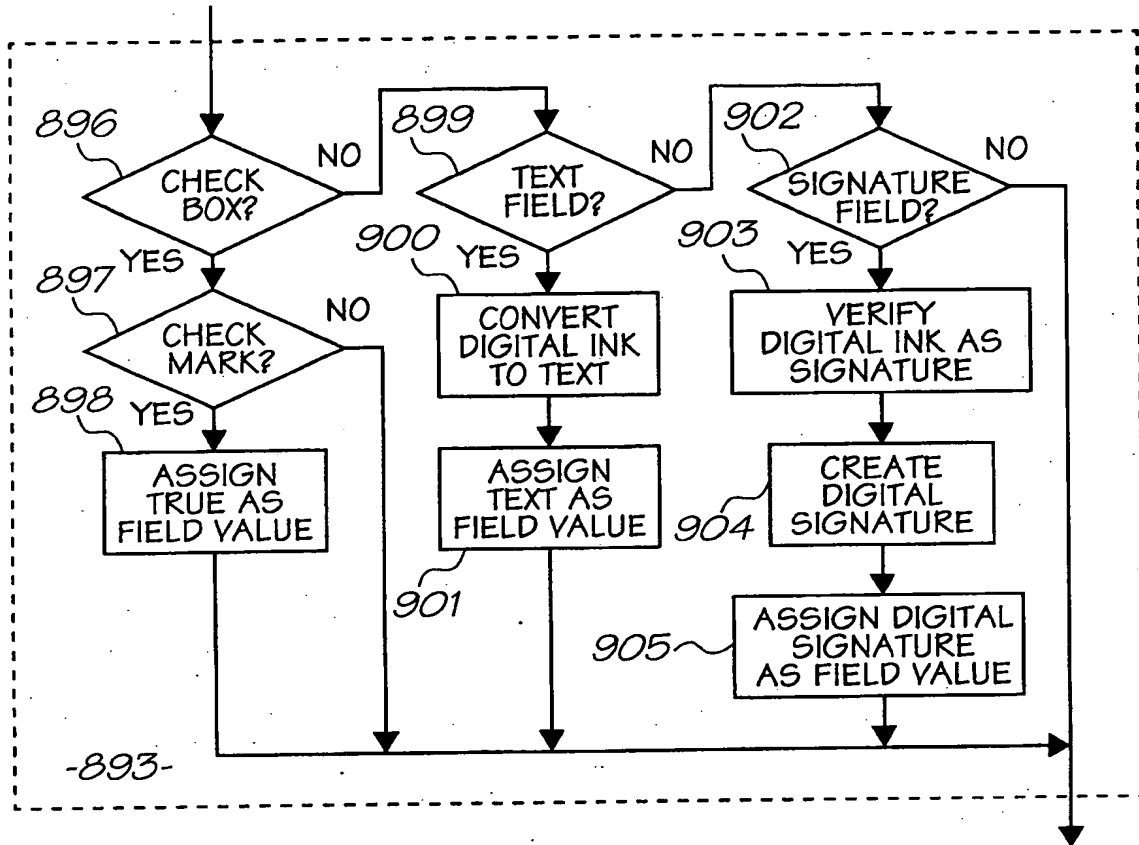 896
CHECK
BOX?
NO
YES
897
CHECK
MARK?
NO
YES
898
ASSIGN
TRUE AS
FIELD VALUE
899
TEXT
FIELD?
NO
YES
900
CONVERT
DIGITAL INK
TO TEXT
ASSIGN
TEXT AS
FIELD VALUE
901
902
SIGNATURE
FIELD?
NO
YES
903
VERIFY
DIGITAL INK AS
SIGNATURE
CREATE
DIGITAL
SIGNATURE
904
ASSIGN DIGITAL
SIGNATURE
AS FIELD VALUE
905
-893-